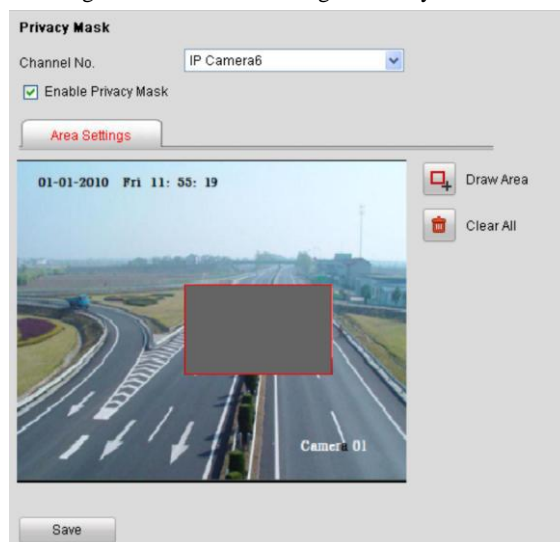 Privacy Mask
Channel No. IP Camera6
Enable Privacy Mask
Area Settings
01-01-2010 Fri 11: 55: 19
Draw Area
Clear All
Camera 01
Save